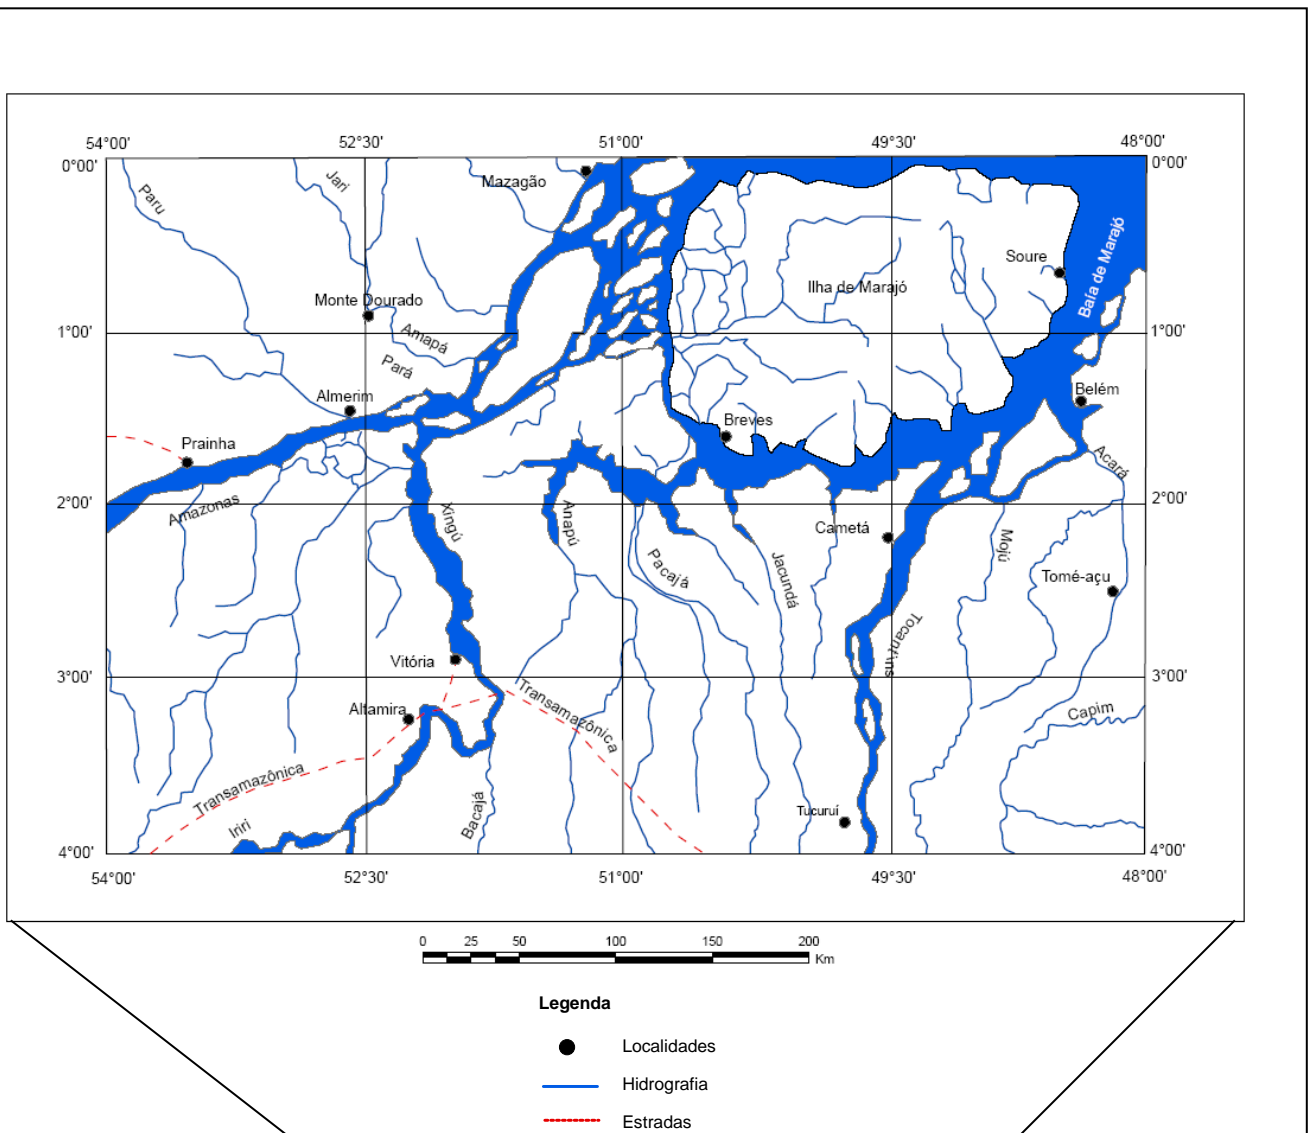 54°00'
52°30'
51°00'
49°30'
48°00'
0°00'
0°00'
Mazagão
Jari
Paru
Baía de Marajó
Soure
Ilha de Marajó
Monte Dourado
1°00'
1°00'
Amapá
Pará
Almerim
Belém
Breves
Prainha
Acará
2°00'
2°00'
Amazonas
Xingú
Anapú
Cametá
Mojú
Pacajá
Jacundá
Tomé-açu
Tocantins
Vitória
3°00'
3°00'
Altamira
Transamazônica
Capim
Transamazônica
Iriri
Bacajá
Tucuruí
4°00'
4°00'
54°00'
52°30'
51°00'
49°30'
48°00'
0 25 50 100 150 200
Km
Legenda
Localidades
Hidrografia
Estradas